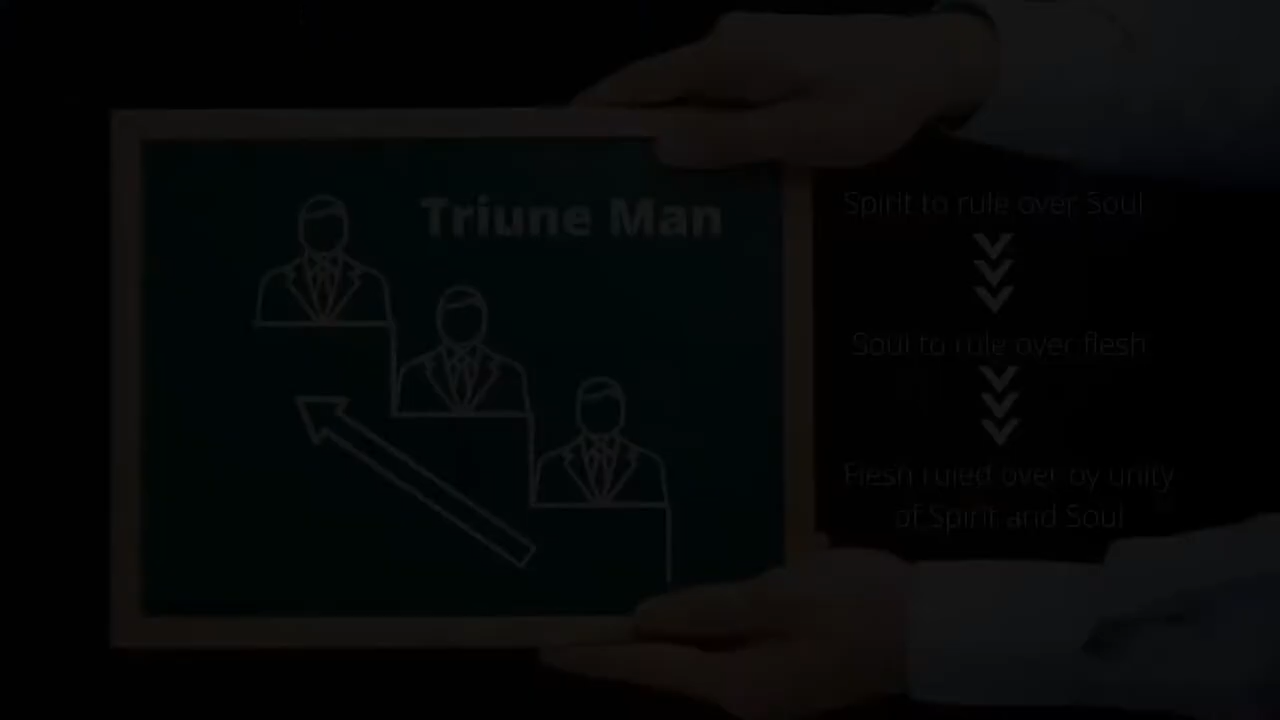 Triune Man
Spirit to rule over Soul
Soul to rule over flesh
Flesh ruled over by unity
of Spirit and Soul